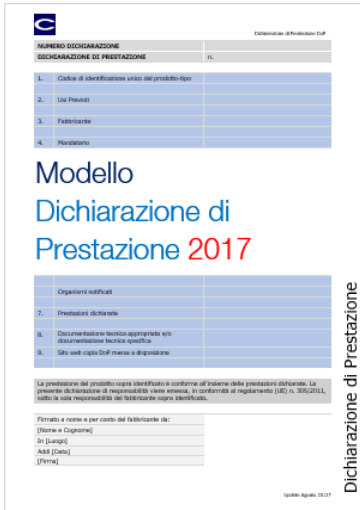 C
Dichiarazione di Prestazione DoP
NUMERO DICHIARAZIONE
DICHIARAZIONE DI PRESTAZIONE n.
1. Codice di identificazione unico del prodotto-tipo
2. Usi Previsti
3. Fabbricante
4. Mandatario
Modello
Dichiarazione di
Prestazione 2017
Organismi notificati
7. Prestazioni dichiarate
8. Documentazione tecnica appropriata e/o
documentazione tecnica specifica
9. Sito web copia DoP messa a disposizione
La prestazione del prodotto sopra identificato è conforme all'insieme delle prestazioni dichiarate. La
presente dichiarazione di responsabilità viene emessa, in conformità al regolamento (UE) n. 305/2011,
sotto la sola responsabilità del fabbricante sopra identificato.
Firmato a nome e per conto del fabbricante da:
[Nome e Cognome]
In [Luogo]
Addì [Data]
[Firma]
Update Agosto 2017
Dichiarazione di Prestazione